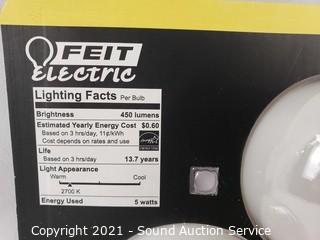 FEIT
Electric
Lighting Facts Per Bulb
Brightness 450 lumens
Estimated Yearly Energy Cost $0.60
Based on 3 hrs/day, 11¢/kWh
Cost depends on rates and use
Life
Based on 3 hrs/day 13.7 years
Light Appearance
Warm Cool
2700 K
Energy Used 5 watts
Copyright 2021 - Sound Auction Service